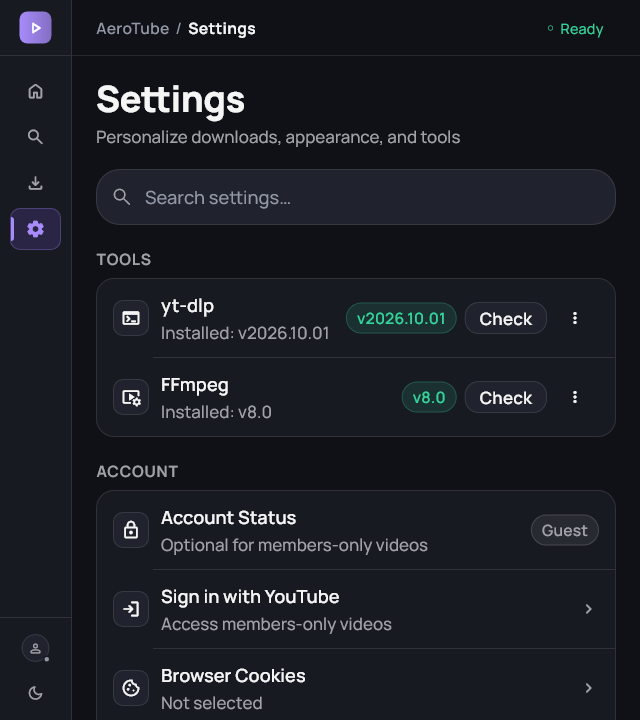 AeroTube / Settings
Ready
Settings
Personalize downloads, appearance, and tools
Search settings...
TOOLS
yt-dlp
Installed: v2026.10.01
v2026.10.01
Check
FFmpeg
Installed: v8.0
v8.0
Check
ACCOUNT
Account Status
Optional for members-only videos
Guest
Sign in with YouTube
Access members-only videos
Browser Cookies
Not selected